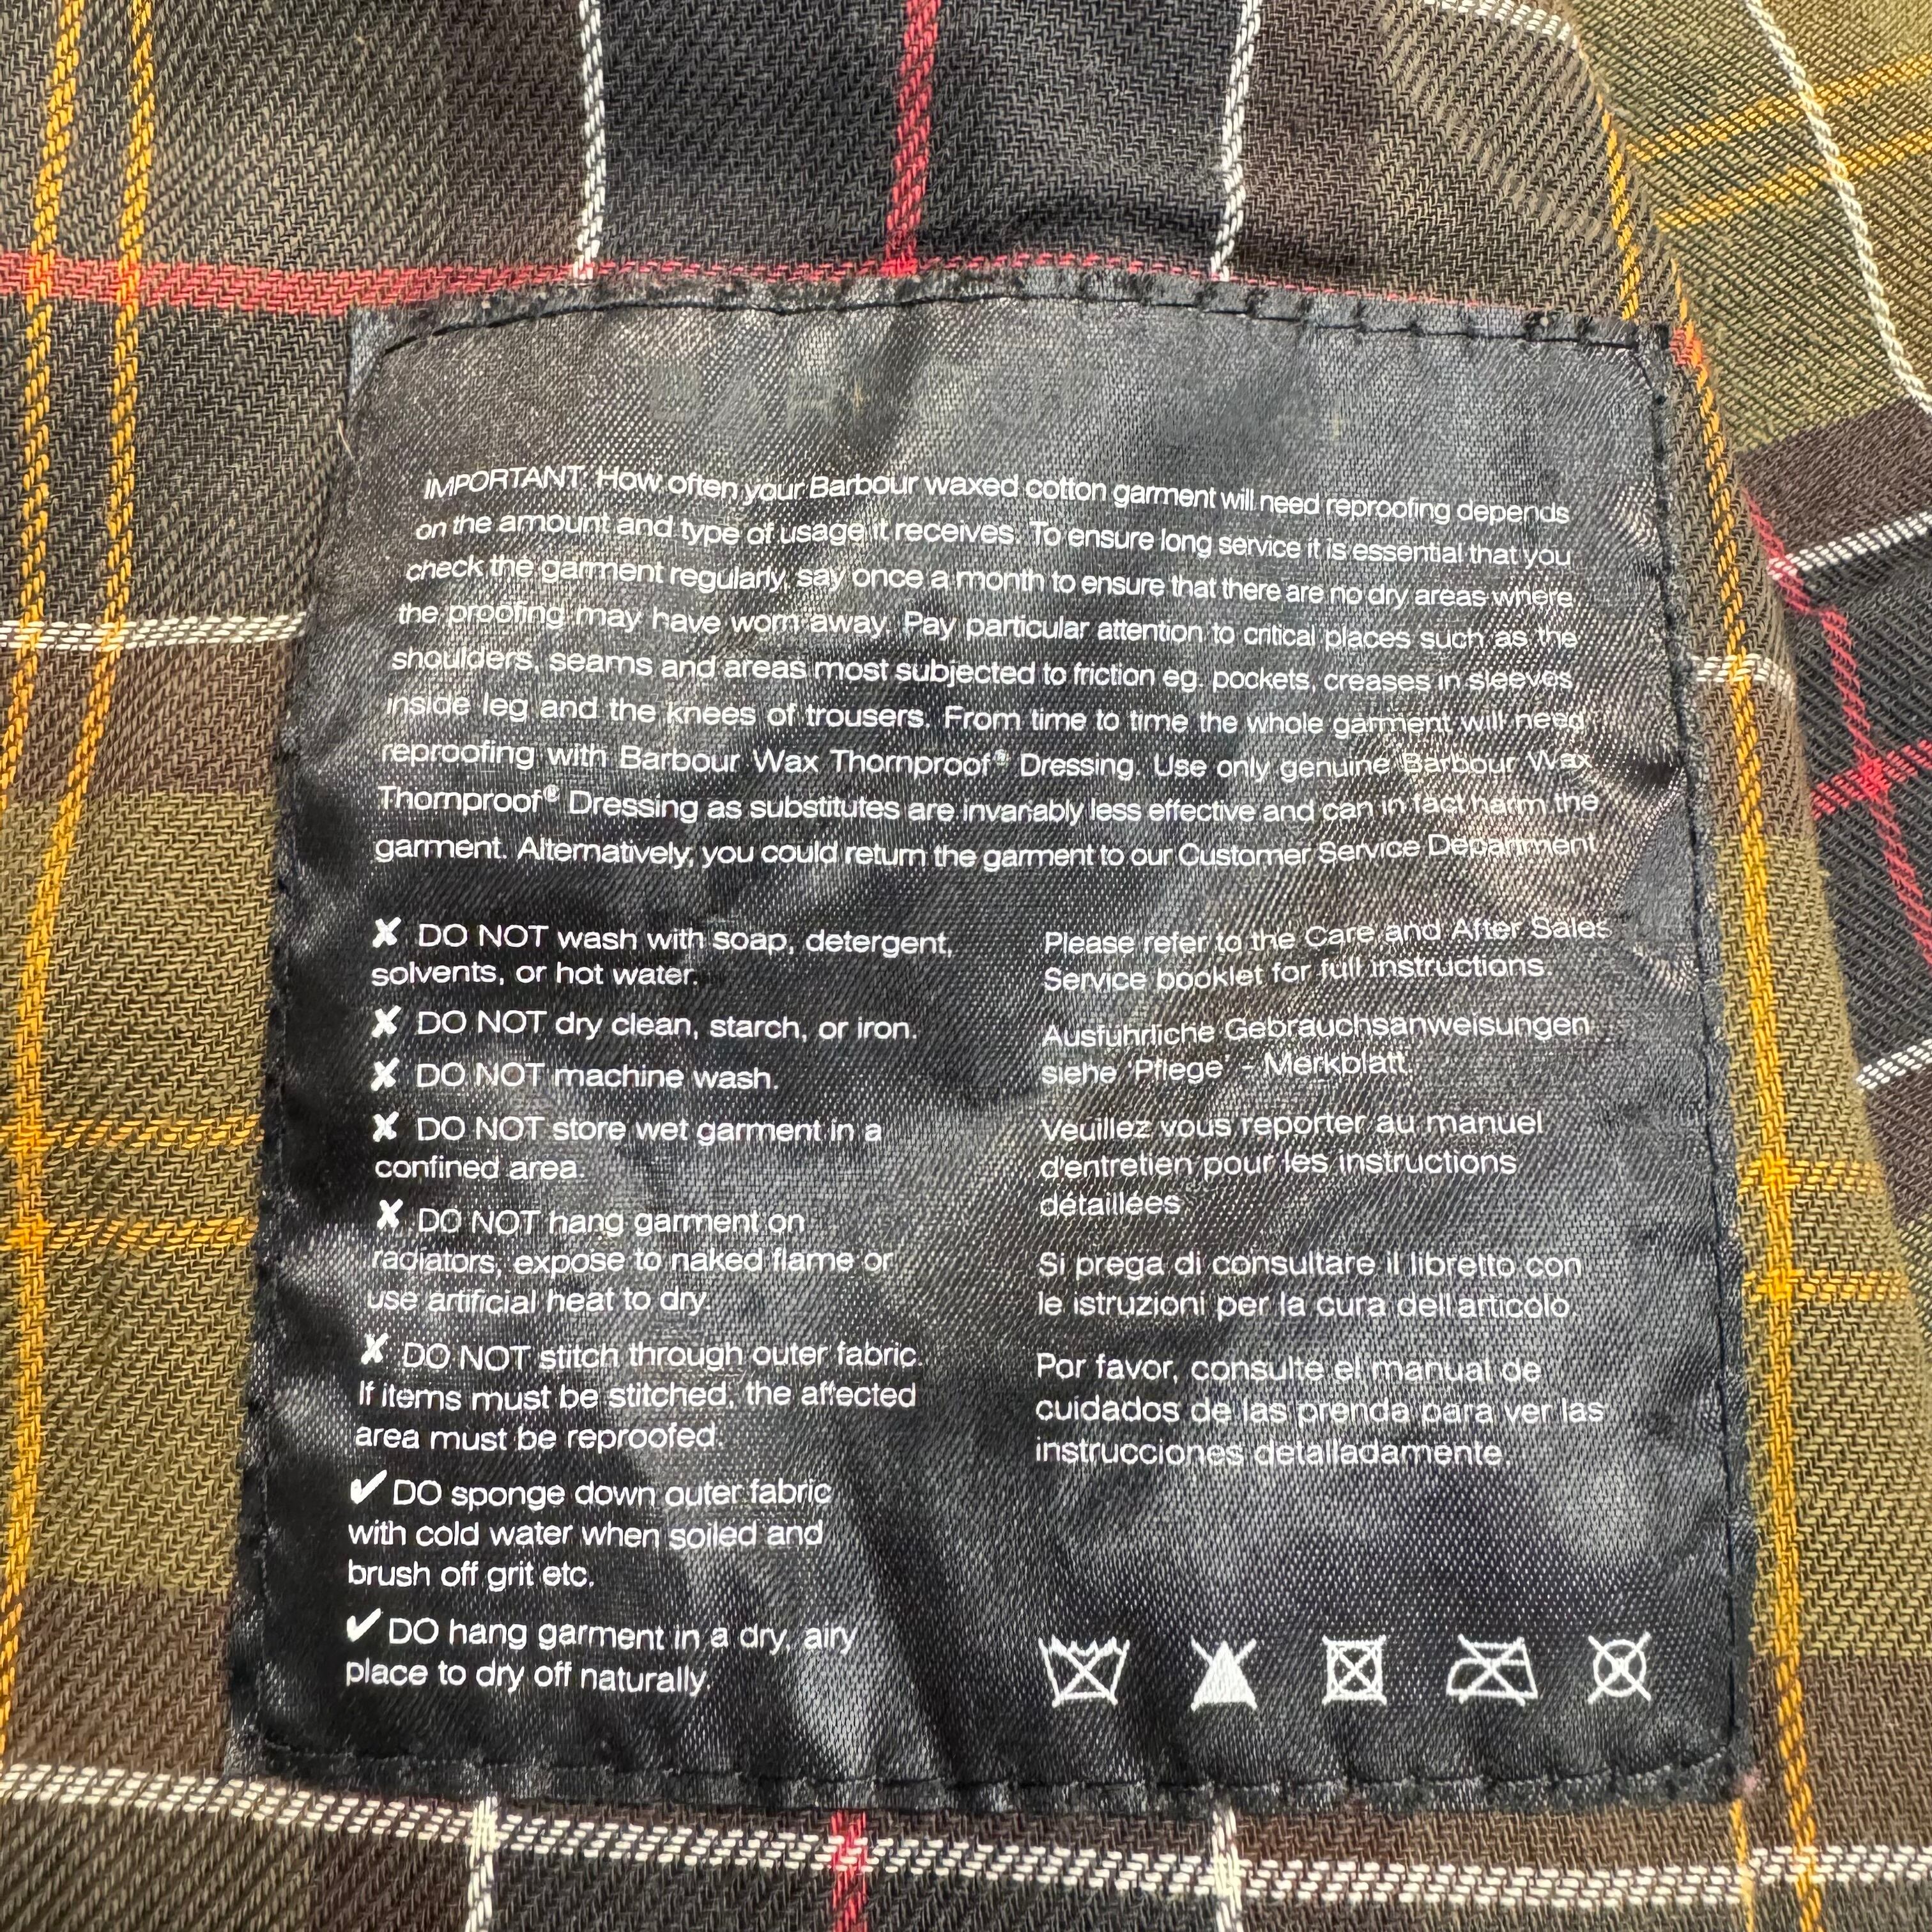 IMPORTANT. How often your Barbour waxed cotton garment will need reproofing depends
on the amount and type of usage it receives. To ensure long service it is essential that you
check the garment regularly, say once a month to ensure that there are no dry areas where
the proofing may have worn away. Pay particular attention to critical places such as the
shoulders, seams and areas most subjected to friction eg. pockets, creases in sleeves
inside leg and the knees of trousers. From time to time the whole garment will need
reproofing with Barbour Wax Thornproof® Dressing. Use only genuine Barbour Wax
Thornproof® Dressing as substitutes are invariably less effective and can in fact harm the
garment. Alternatively, you could return the garment to our Customer Service Department
✘ DO NOT wash with soap, detergent,
solvents, or hot water.
✘ DO NOT dry clean, starch, or iron.
✘ DO NOT machine wash.
✘ DO NOT store wet garment in a
confined area.
✘ DO NOT hang garment on
radiators, expose to naked flame or
use artificial heat to dry.
✘ DO NOT stitch through outer fabric.
If items must be stitched, the affected
area must be reproofed.
✔ DO sponge down outer fabric
with cold water when soiled and
brush off grit etc.
✔ DO hang garment in a dry, airy
place to dry off naturally.
Please refer to the Care and After Sales
Service booklet for full instructions
Ausführliche Gebrauchsanweisungen
siehe 'Pflege' - Merkblatt.
Veuillez vous reporter au manuel
d'entretien pour les instructions
détaillées
Si prega di consultare il libretto con
le istruzioni per la cura dell'articolo
Por favor, consulte el manual de
cuidados de las prenda para ver las
instrucciones detalladamente.